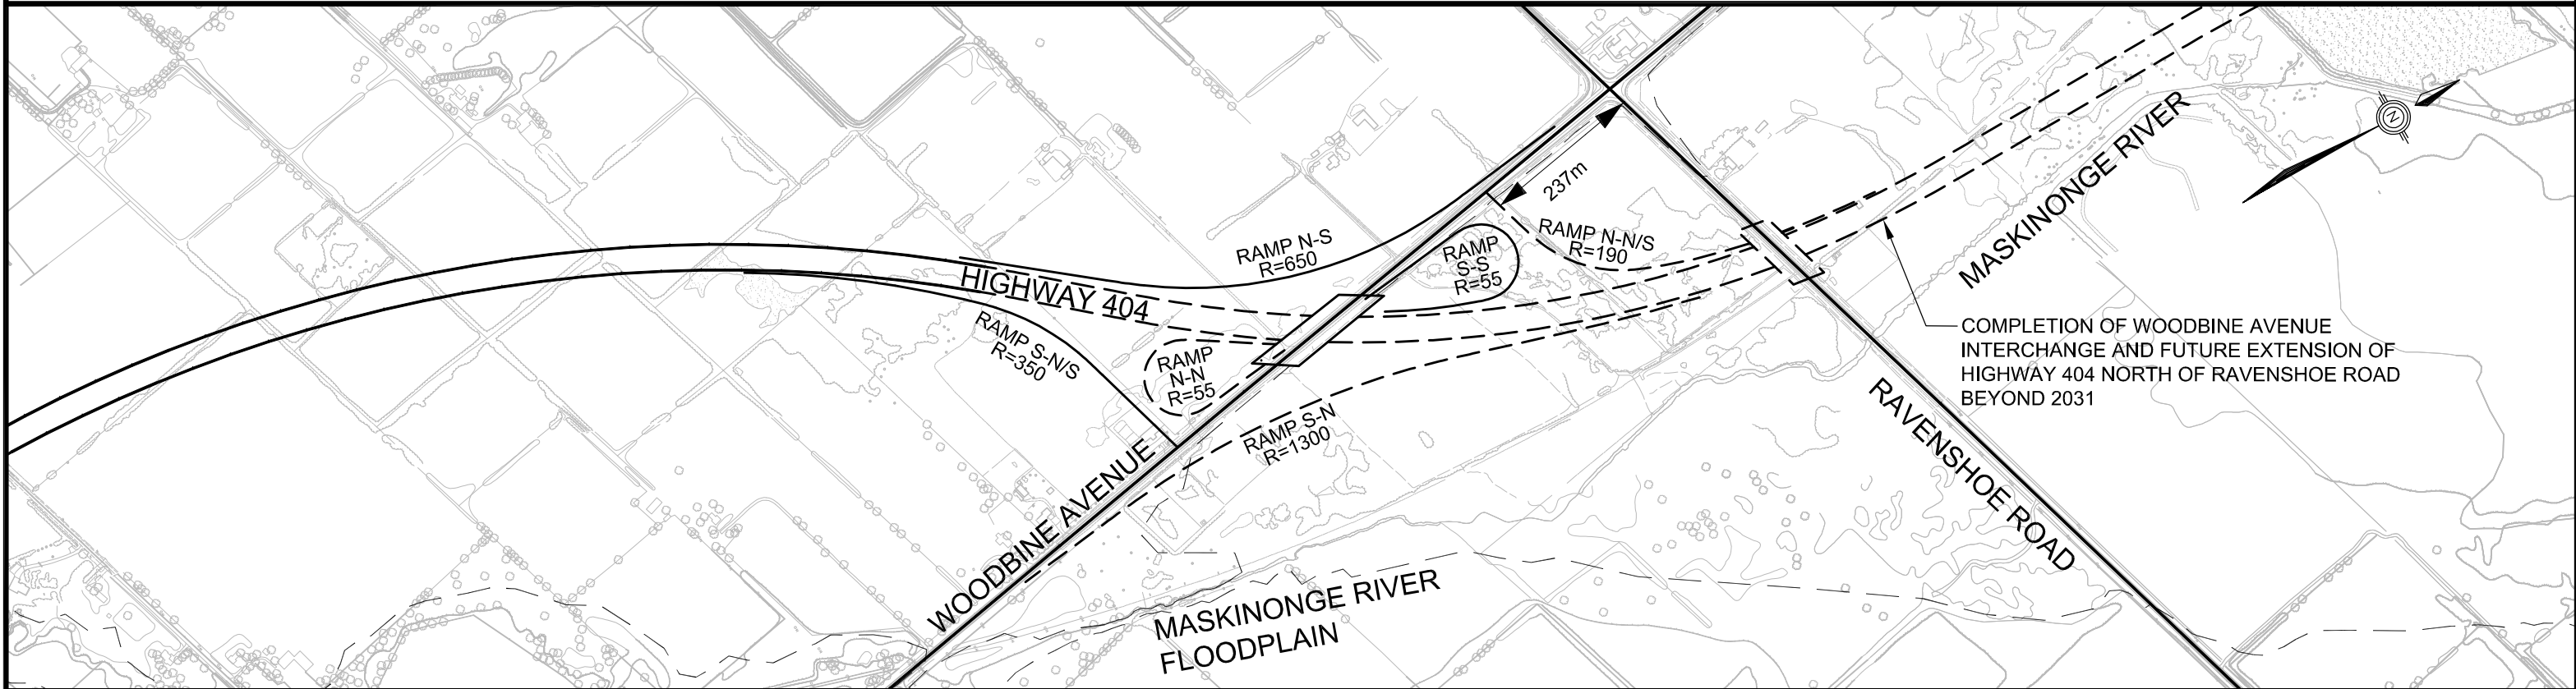 237m
RAMP N-S
R=650
RAMP
S-S
R=55
RAMP N-N/S
R=190
N
MASKINONGE RIVER
HIGHWAY 404
RAMP S-N/S
R=350
RAMP
N-N
R=55
RAMP S-N
R=1300
COMPLETION OF WOODBINE AVENUE
INTERCHANGE AND FUTURE EXTENSION OF
HIGHWAY 404 NORTH OF RAVENSHOE ROAD
BEYOND 2031
WOODBINE AVENUE
RAVENSHOE ROAD
MASKINONGE RIVER
FLOODPLAIN